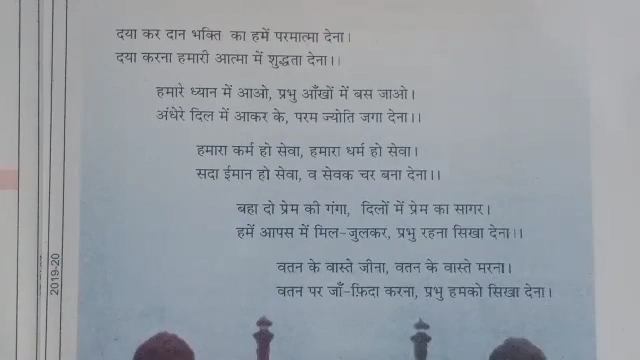 दया कर दान भक्ति का हमें परमात्मा देना।
दया करना हमारी आत्मा में शुद्धता देना।।
हमारे ध्यान में आओ, प्रभु आँखों में बस जाओ।
अंधेरे दिल में आकर के, परम ज्योति जगा देना।।
हमारा कर्म हो सेवा, हमारा धर्म हो सेवा।
सदा ईमान हो सेवा, व सेवक चर बना देना।।
बहा दो प्रेम की गंगा, दिलों में प्रेम का सागर।
हमें आपस में मिल-जुलकर, प्रभु रहना सिखा देना।।
वतन के वास्ते जीना, वतन के वास्ते मरना।
वतन पर जाँ-फ़िदा करना, प्रभु हमको सिखा देना।
2019-20